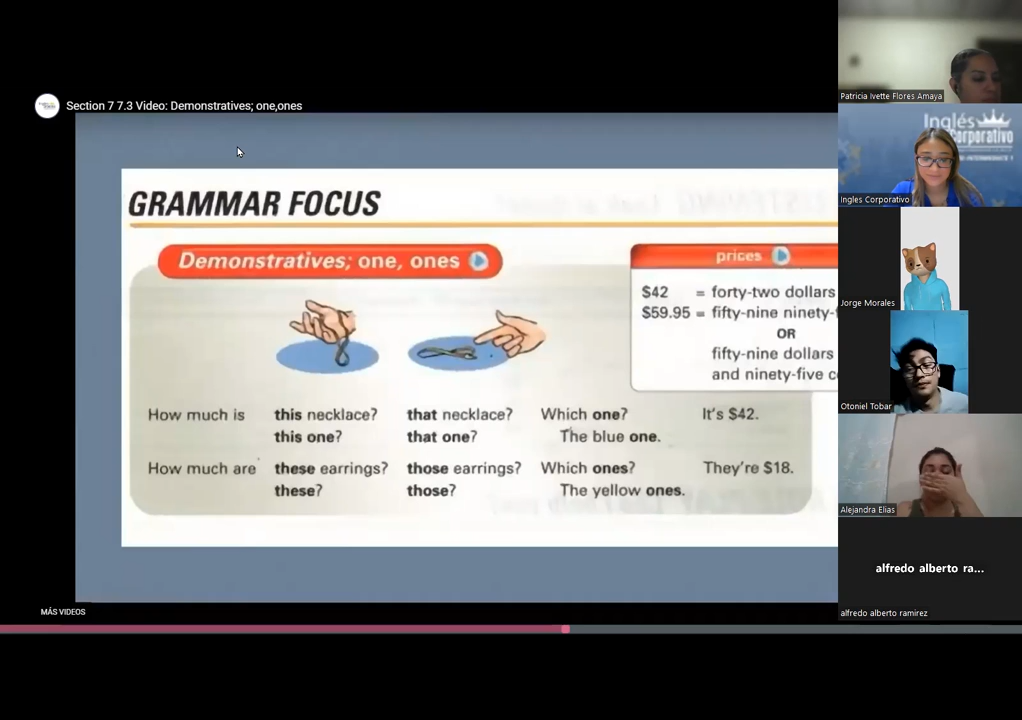 Section 7 7.3 Video: Demonstratives; one,ones
GRAMMAR FOCUS
Demonstratives; one, ones
prices
$42 = forty-two dollars
$59.95 = fifty-nine ninety-
OR
fifty-nine dollars
and ninety-five
How much is this necklace? that necklace? Which one? It's $42.
this one? that one? The blue one.
How much are these earrings? those earrings? Which ones? They're $18.
these? those? The yellow ones.
MÁS VIDEOS
Patricia Ivette Flores Amaya
Inglés
Corporativo
Ingles Corporativo
Jorge Morales
Otoniel Tobar
Alejandra Elias
alfredo alberto ra...
alfredo alberto ramirez